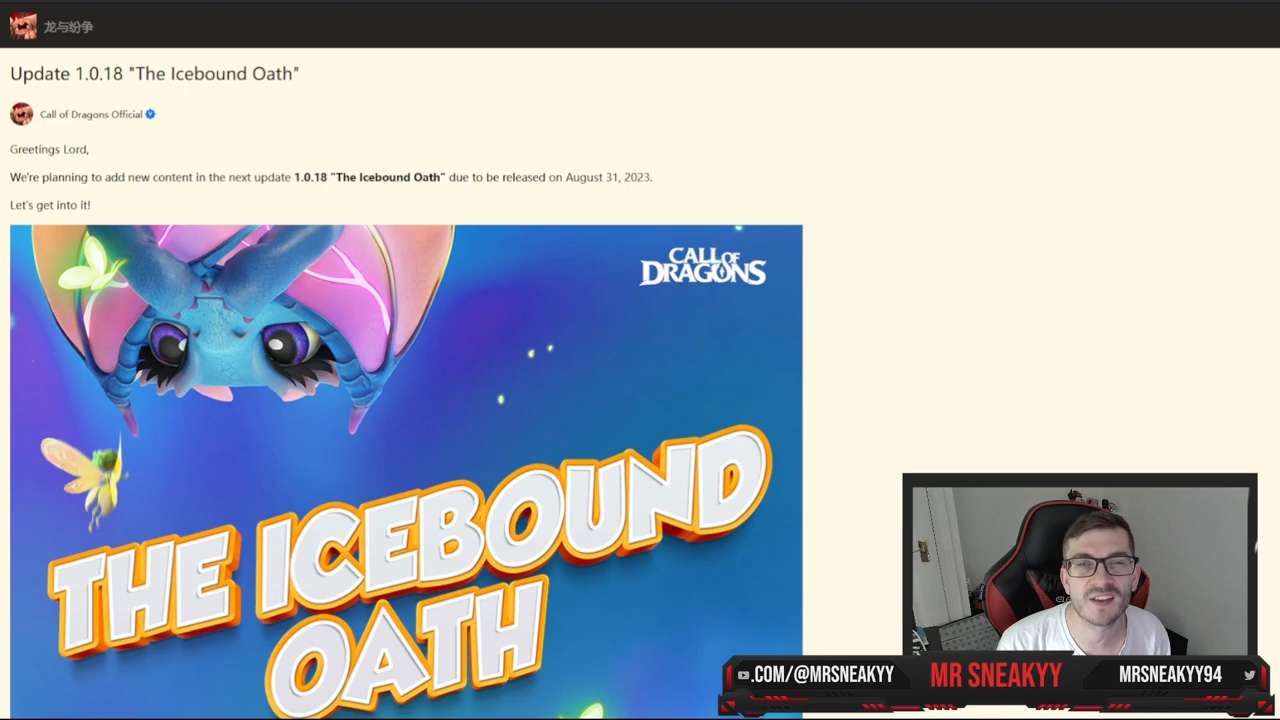 龙与纷争
Update 1.0.18 "The Icebound Oath"
Call of Dragons Official
Greetings Lord,
We're planning to add new content in the next update 1.0.18 "The Icebound Oath" due to be released on August 31, 2023.
Let's get into it!
CALL OF
DRAGONS
THE ICEBOUND
OATH
.COM/@MRSNEAKYY
MR SNEAKYY
MRSNEAKYY94